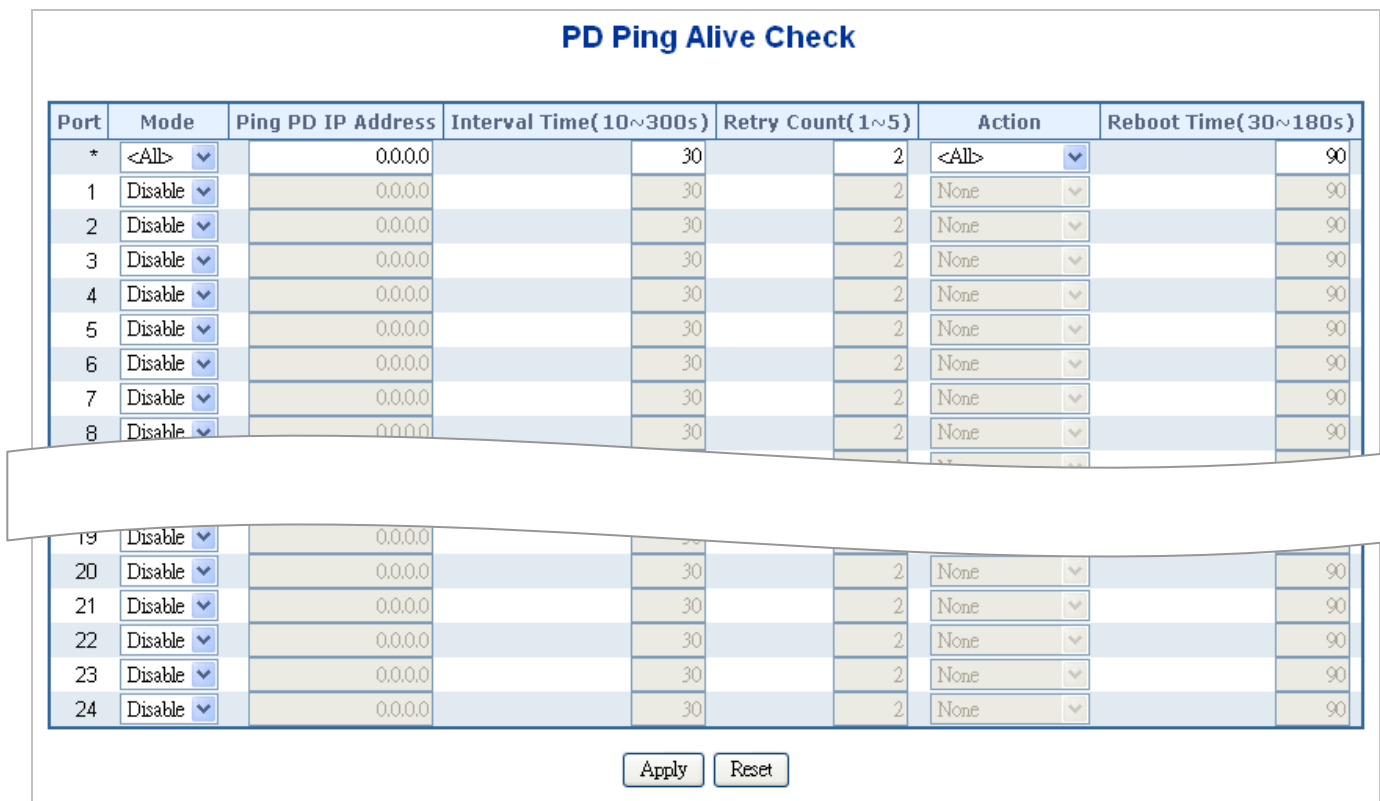 PD Ping Alive Check
Port Mode Ping PD IP Address Interval Time(10~300s) Retry Count(1~5) Action Reboot Time(30~180s)
* <All> 0.0.0.0 30 2 <All> 90
1 Disable 0.0.0.0 30 2 None 90
2 Disable 0.0.0.0 30 2 None 90
3 Disable 0.0.0.0 30 2 None 90
4 Disable 0.0.0.0 30 2 None 90
5 Disable 0.0.0.0 30 2 None 90
6 Disable 0.0.0.0 30 2 None 90
7 Disable 0.0.0.0 30 2 None 90
8 Disable 0.0.0.0 30 2 None 90
19 Disable 0.0.0.0
20 Disable 0.0.0.0 30 2 None 90
21 Disable 0.0.0.0 30 2 None 90
22 Disable 0.0.0.0 30 2 None 90
23 Disable 0.0.0.0 30 2 None 90
24 Disable 0.0.0.0 30 2 None 90
Apply Reset